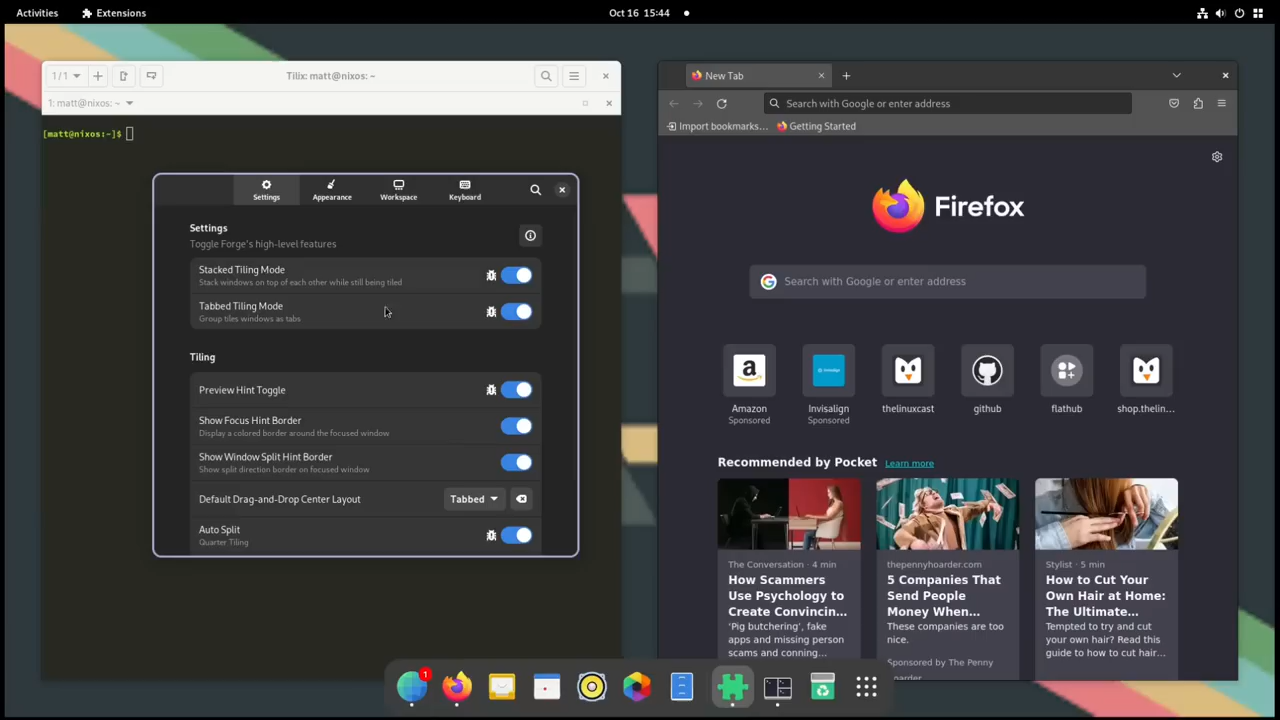 Activities
Extensions
Oct 16 15:44
1/1
Tilix: matt@nixos: ~
1: matt@nixos: ~
[matt@nixos:~]$
Settings
Appearance
Workspace
Keyboard
Settings
Toggle Forge's high-level features
Stacked Tiling Mode
Stack windows on top of each other while still being tiled
Tabbed Tiling Mode
Group tiles windows as tabs
Tiling
Preview Hint Toggle
Show Focus Hint Border
Display a colored border around the focused window
Show Window Split Hint Border
Show split direction border on focused window
Default Drag-and-Drop Center Layout
Tabbed
Auto Split
Quarter Tiling
New Tab
Search with Google or enter address
Import bookmarks...
Getting Started
Firefox
Search with Google or enter address
Amazon
Sponsored
Invisalign
Sponsored
thelinuxcast
github
flathub
shop.thelin...
Recommended by Pocket
Learn more
The Conversation · 4 min
How Scammers
Use Psychology to
Create Convincin...
'Pig butchering', fake
apps and missing person
scams and conning...
thepennyhoarder.com
5 Companies That
Send People
Money When...
These companies are too
nice.
Sponsored by The Penny
Hoarder
Stylist · 5 min
How to Cut Your
Own Hair at Home:
The Ultimate...
Tempted to try and cut
your own hair? Read this
guide to how to cut hair...
1